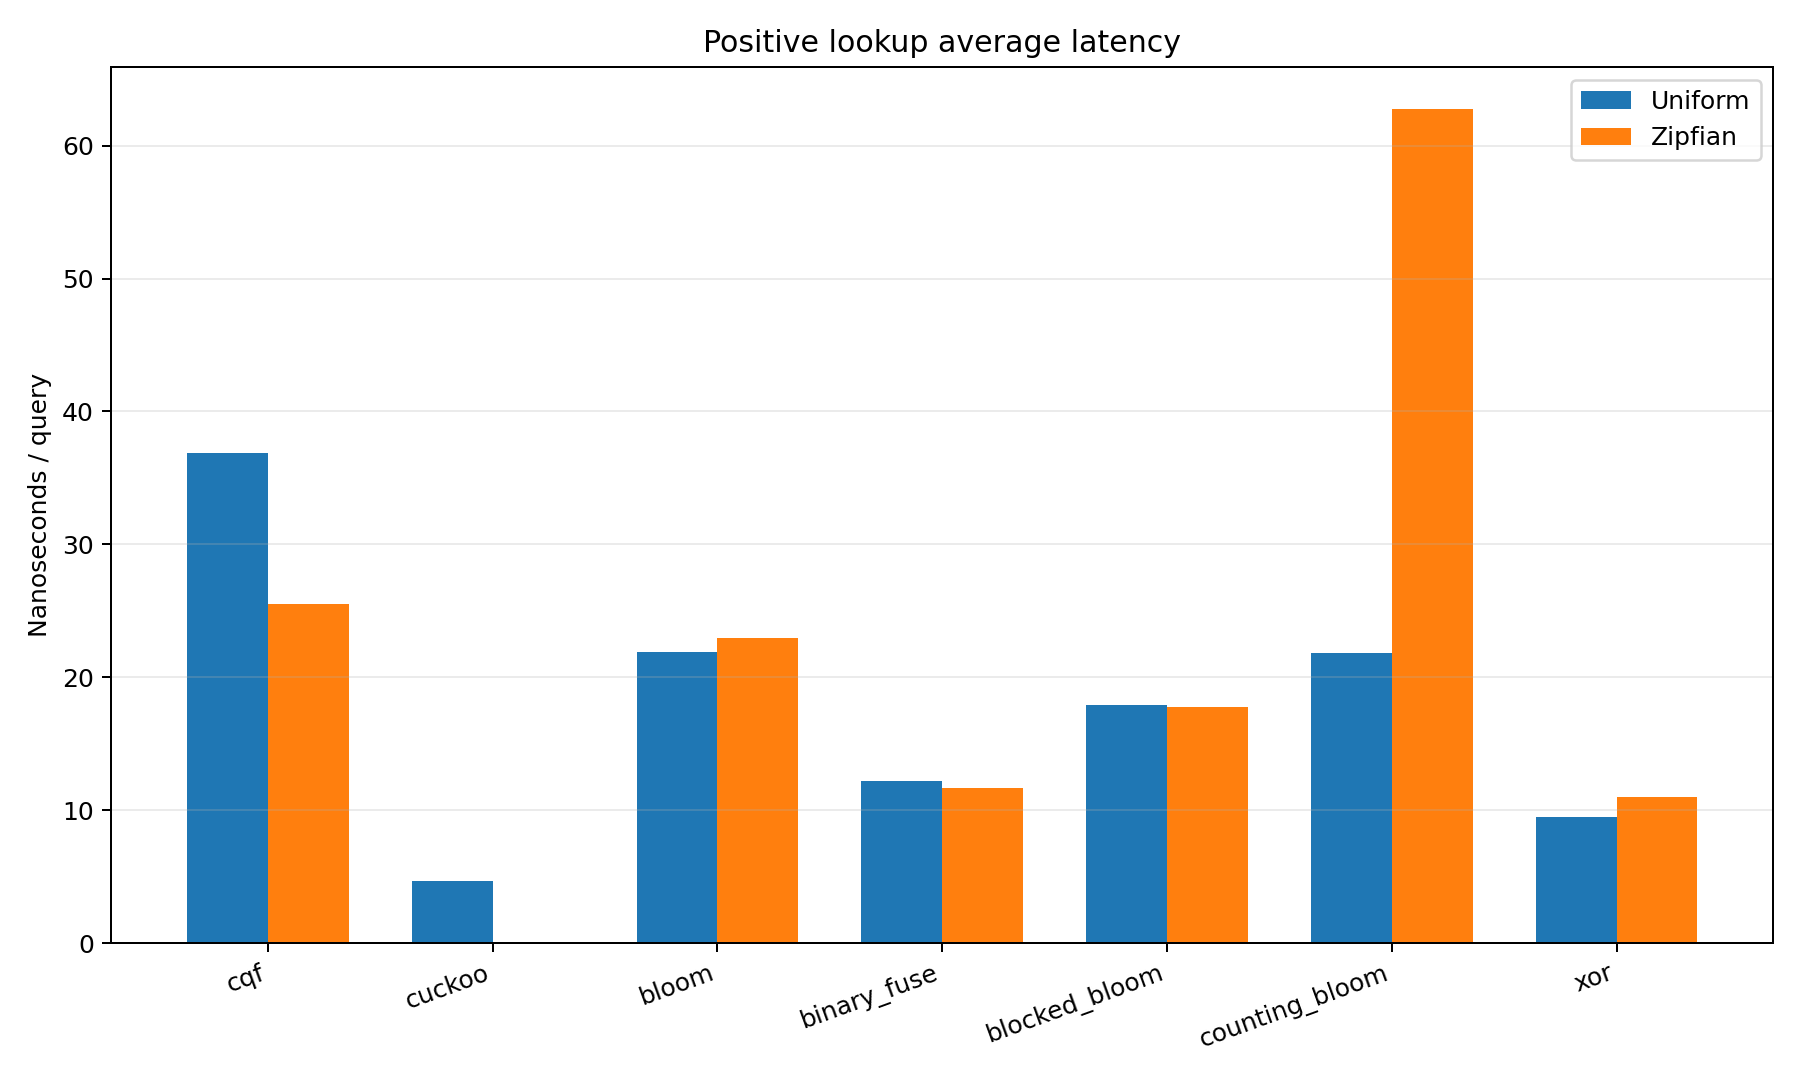 Positive lookup average latency
Uniform
Zipfian
Nanoseconds / query
60
50
40
30
20
10
0
cqf
cuckoo
bloom
binary_fuse
blocked_bloom
counting_bloom
xor